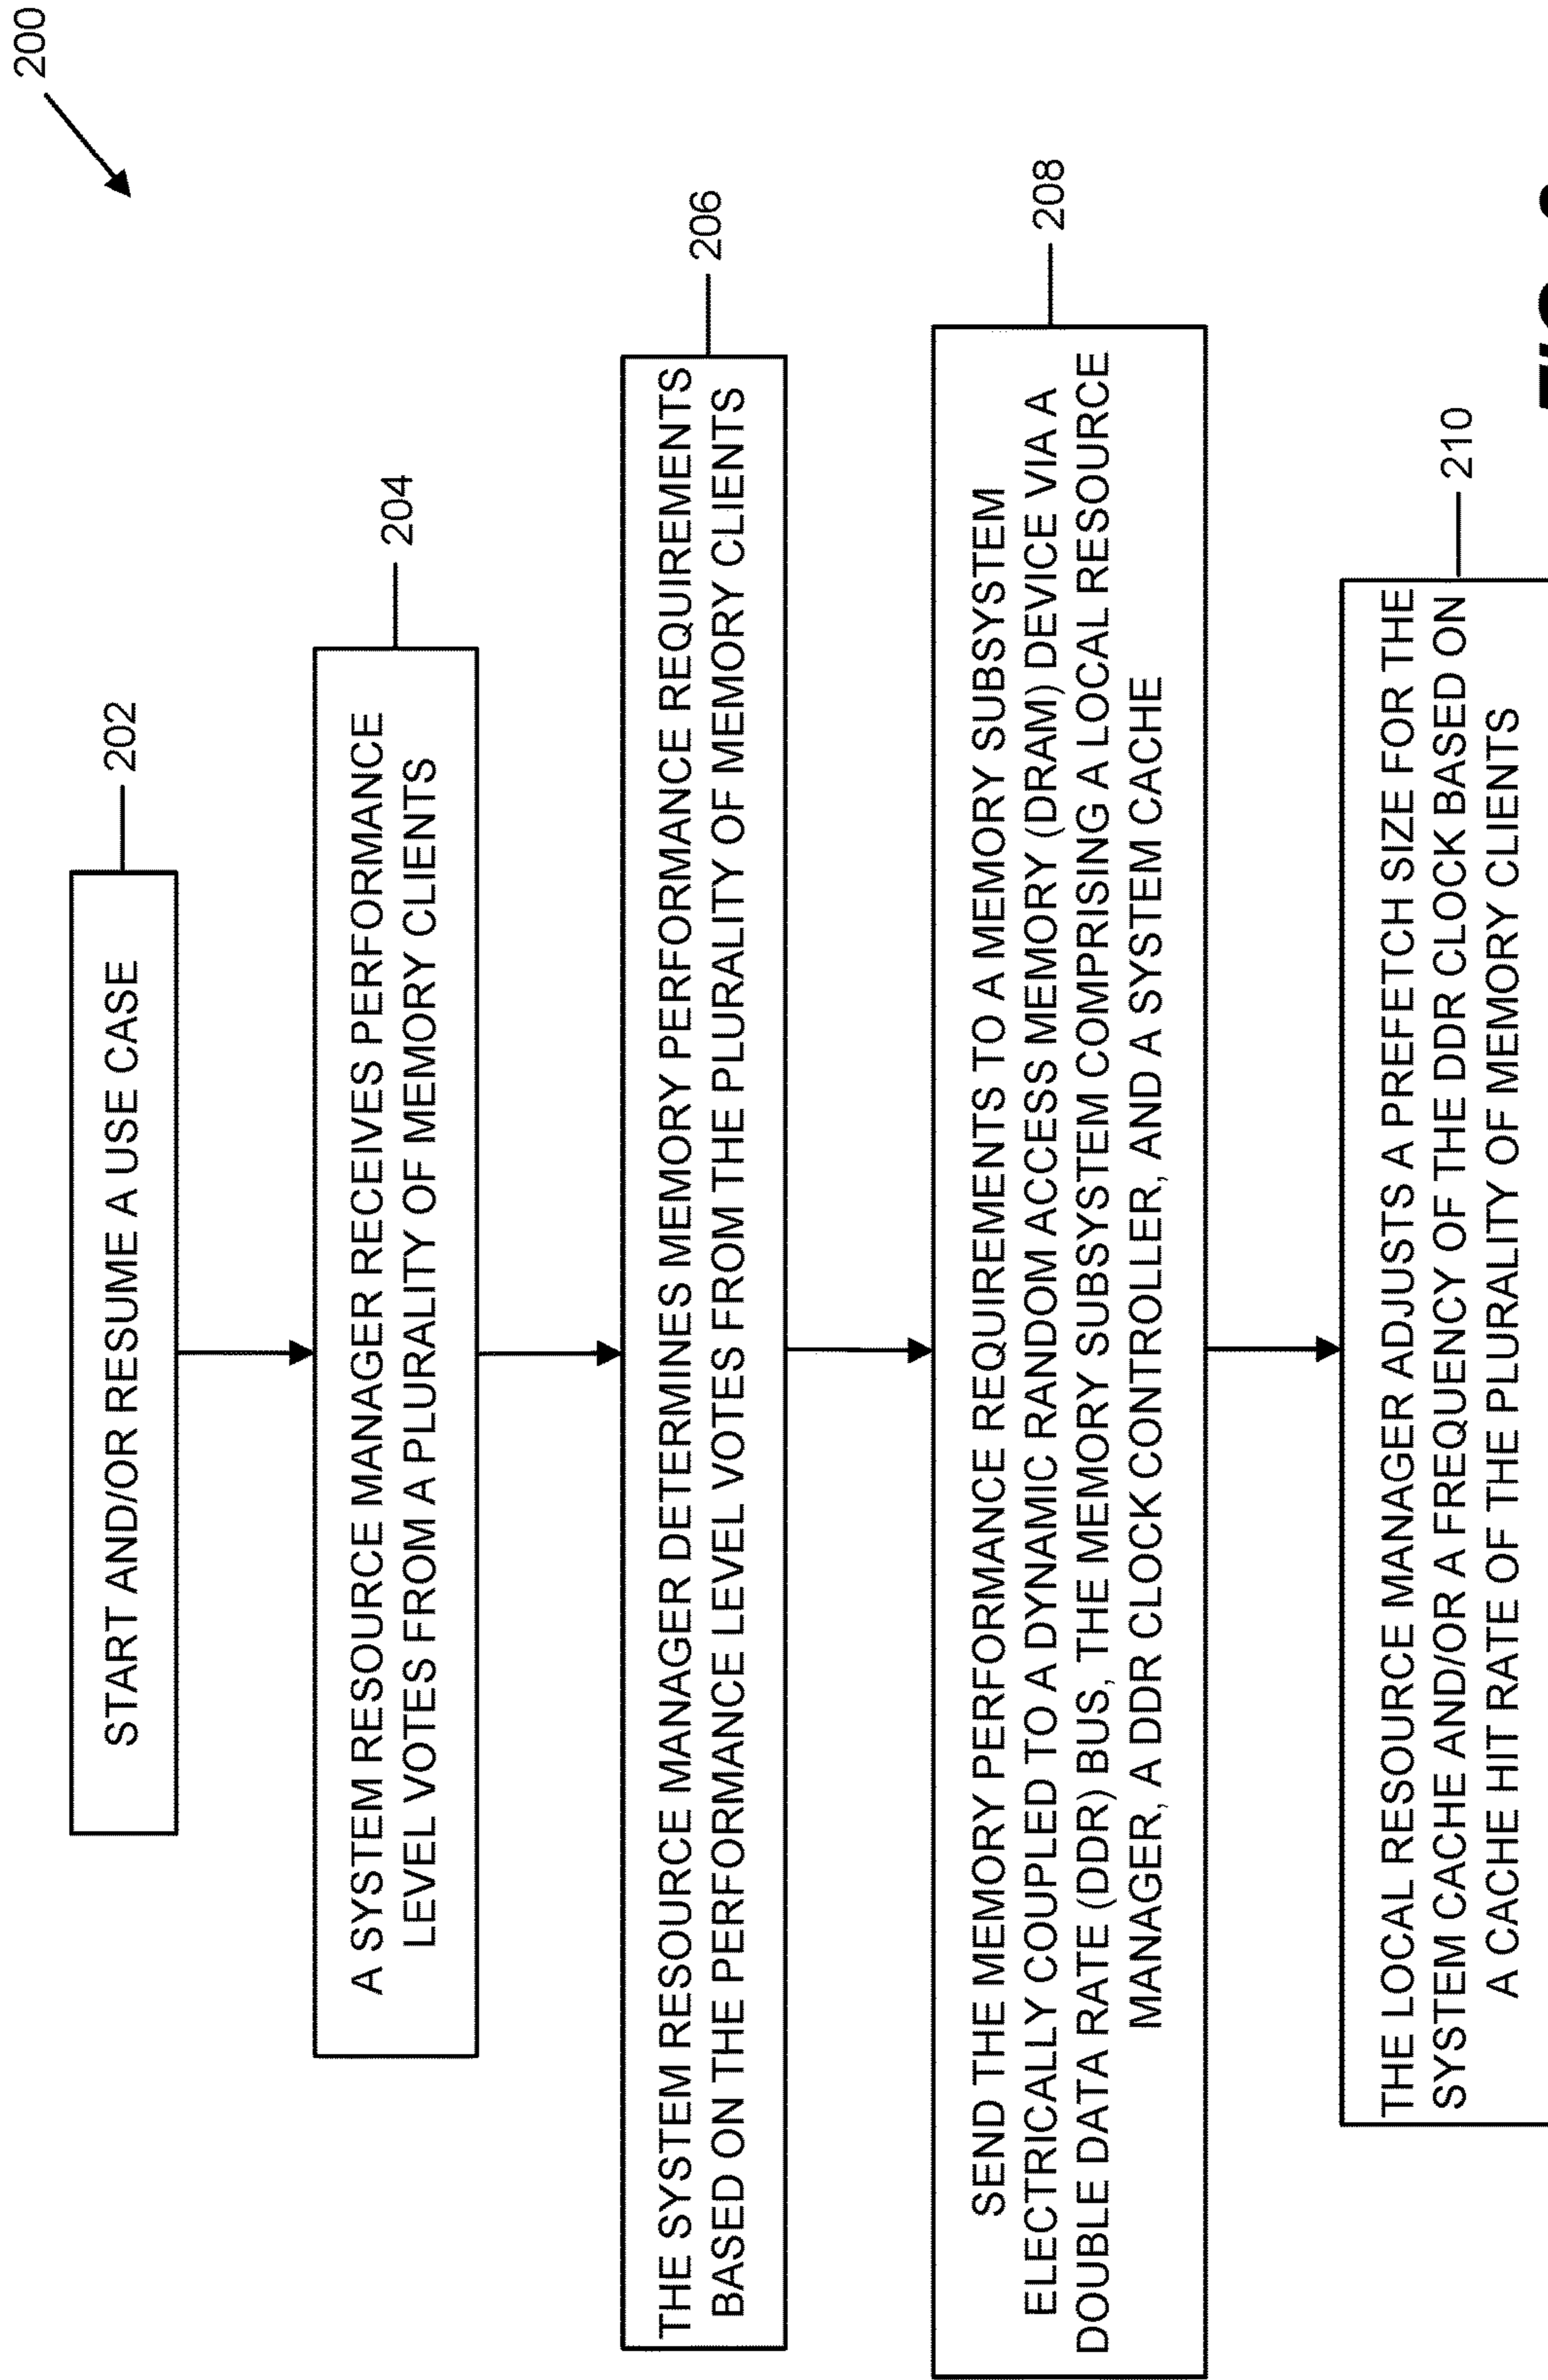 200
START AND/OR RESUME A USE CASE
202
A SYSTEM RESOURCE MANAGER RECEIVES PERFORMANCE
LEVEL VOTES FROM A PLURALITY OF MEMORY CLIENTS
204
THE SYSTEM RESOURCE MANAGER DETERMINES MEMORY PERFORMANCE REQUIREMENTS
BASED ON THE PERFORMANCE LEVEL VOTES FROM THE PLURALITY OF MEMORY CLIENTS
206
SEND THE MEMORY PERFORMANCE REQUIREMENTS TO A MEMORY SUBSYSTEM
ELECTRICALLY COUPLED TO A DYNAMIC RANDOM ACCESS MEMORY (DRAM) DEVICE VIA A
DOUBLE DATA RATE (DDR) BUS, THE MEMORY SUBSYSTEM COMPRISING A LOCAL RESOURCE
MANAGER, A DDR CLOCK CONTROLLER, AND A SYSTEM CACHE
208
THE LOCAL RESOURCE MANAGER ADJUSTS A PREFETCH SIZE FOR THE
SYSTEM CACHE AND/OR A FREQUENCY OF THE DDR CLOCK BASED ON
A CACHE HIT RATE OF THE PLURALITY OF MEMORY CLIENTS
210